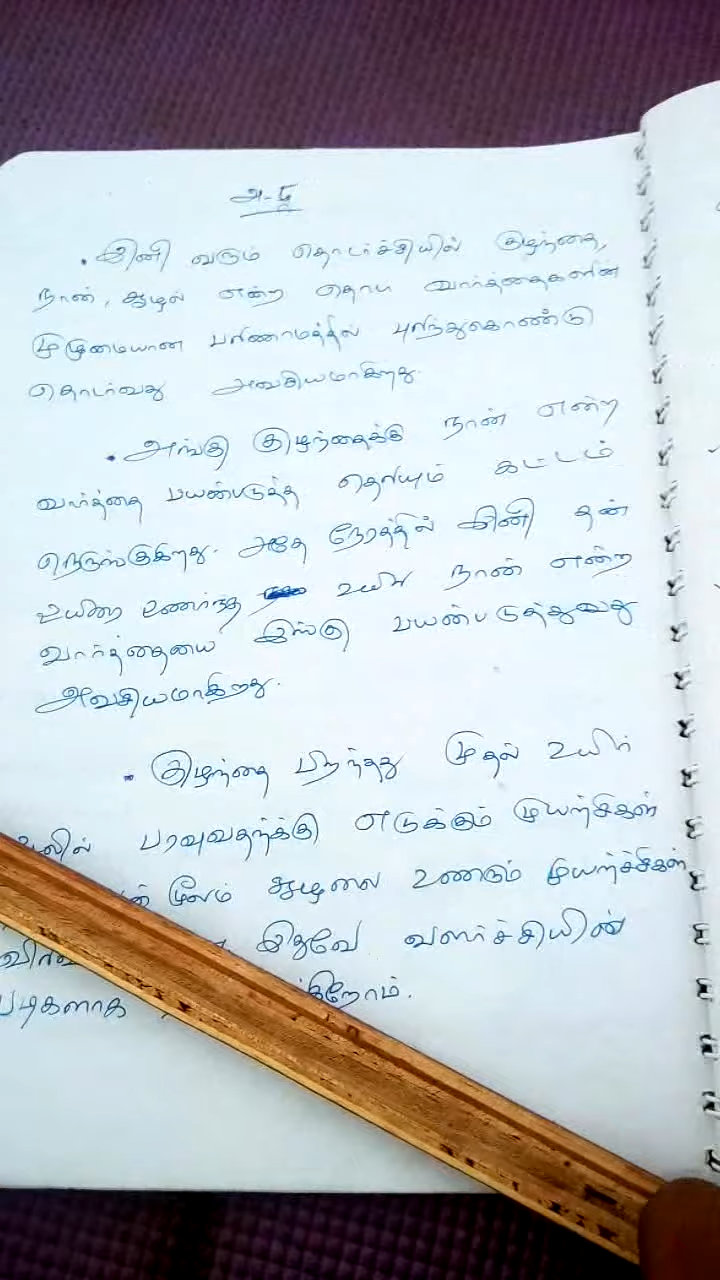 அ-டு
. இனி வரும் தொடர்ச்சியில் குழந்தை,
நான், சூழல் என்ற தொடர் வார்த்தைகளின்
முழுமையான பரிணாமத்தில் புரிந்துகொண்டு
தொடர்வது அவசியமாகிறது.
. அங்கு குழந்தைக்கு நான் என்ற
வார்த்தை பயன்படுத்த தெரியும் கட்டம்
நெருங்குகிறது. அதே நேரத்தில் இனி தன்
உயிரை உணர்ந்த உயிர் நான் என்ற
வார்த்தையை இங்கு பயன்படுத்துவது
அவசியமாகிறது.
. குழந்தை பிறந்தது முதல் உயிர்
பரவுவதற்க்கு எடுக்கும் முயற்சிகள்
மூலம் சூழலை உணரும் முயற்ச்சிகள்,
இதுவே வளர்ச்சியின்
படிகளாக